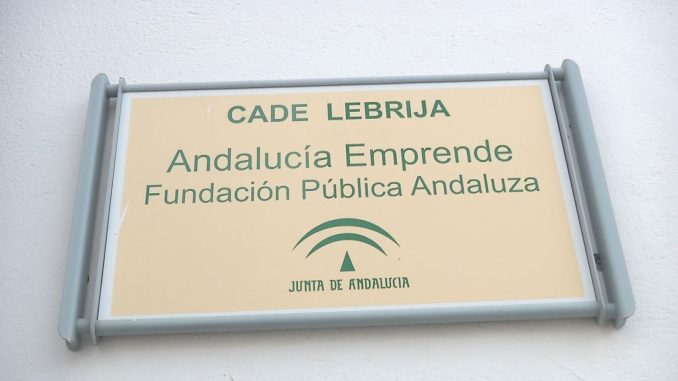 CADE LEBRIJA
Andalucía Emprende
Fundación Pública Andaluza
JUNTA DE ANDALUCIA